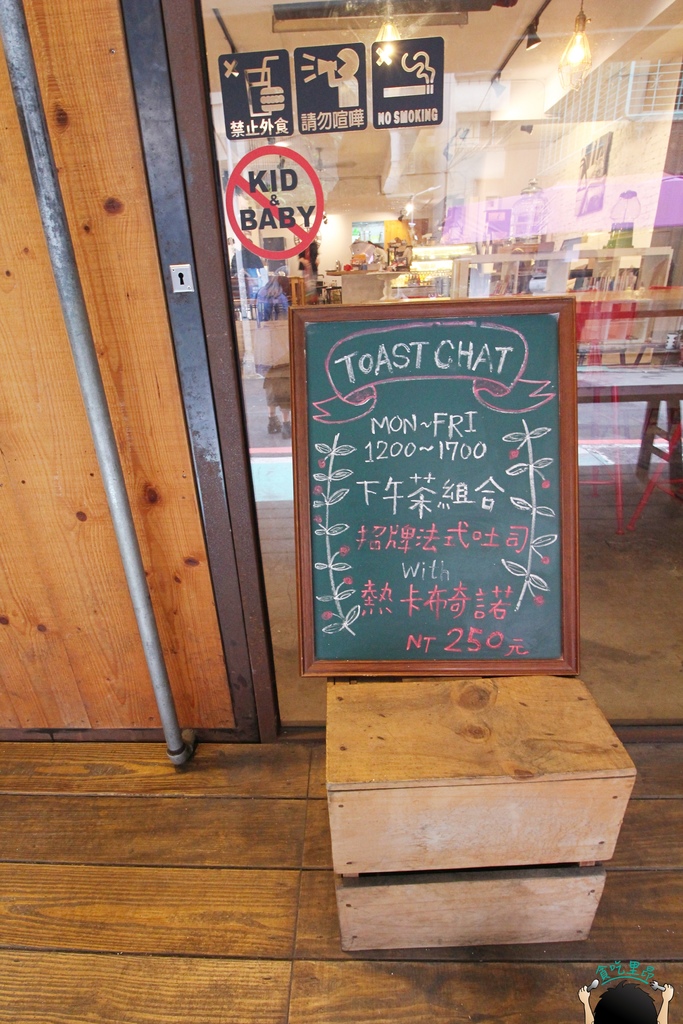 禁止外食
請勿喧嘩
NO SMOKING
KID
&
BABY
TOAST CHAT
MON~FRI
1200~1700
下午茶組合
招牌法式吐司
With
熱卡布奇諾
NT 250元